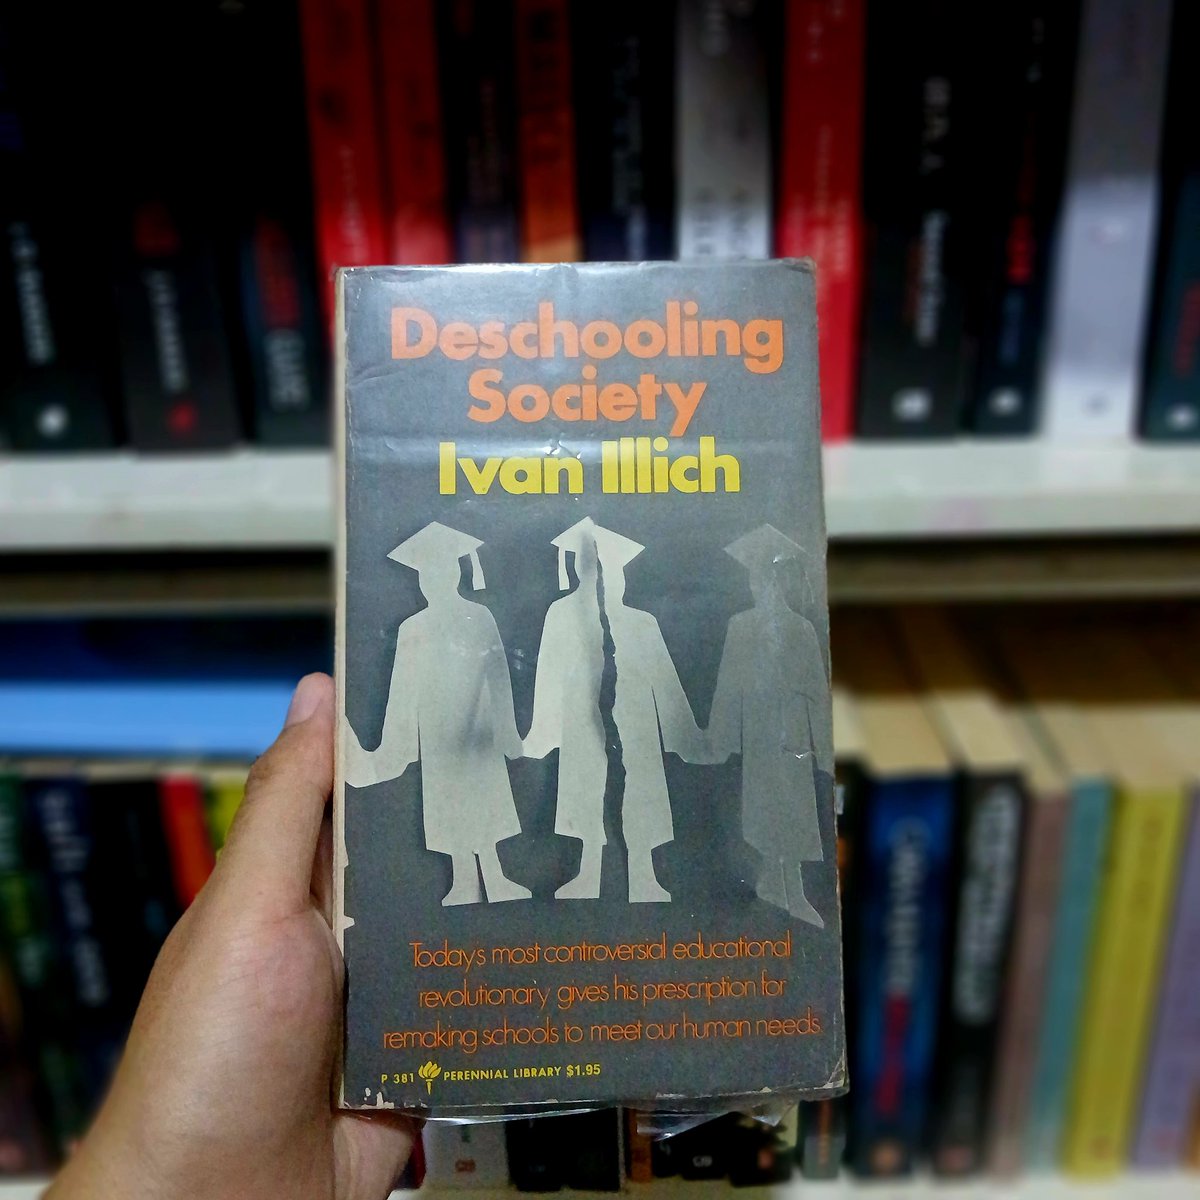 Deschooling
Society
Ivan Illich
Today's most controversial educational
revolutionary gives his prescription for
remaking schools to meet our human needs.
P 381 PERENNIAL LIBRARY $1.95